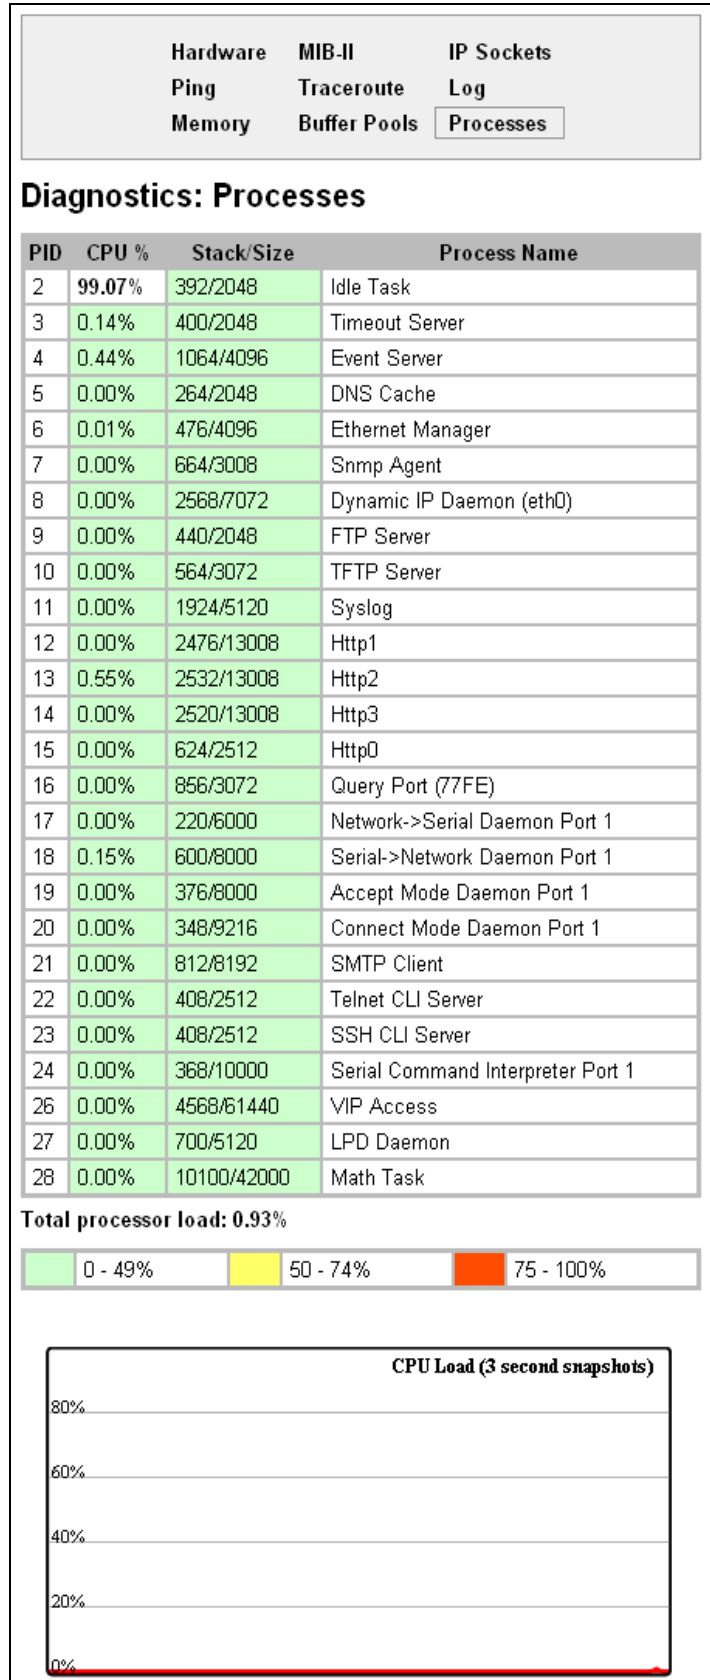 Hardware MIB-II IP Sockets
Ping Traceroute Log
Memory Buffer Pools Processes
Diagnostics: Processes
PID CPU % Stack/Size Process Name
2 99.07% 392/2048 Idle Task
3 0.14% 400/2048 Timeout Server
4 0.44% 1064/4096 Event Server
5 0.00% 264/2048 DNS Cache
6 0.01% 476/4096 Ethernet Manager
7 0.00% 664/3008 Snmp Agent
8 0.00% 2568/7072 Dynamic IP Daemon (eth0)
9 0.00% 440/2048 FTP Server
10 0.00% 564/3072 TFTP Server
11 0.00% 1924/5120 Syslog
12 0.00% 2476/13008 Http1
13 0.55% 2532/13008 Http2
14 0.00% 2520/13008 Http3
15 0.00% 624/2512 Http0
16 0.00% 856/3072 Query Port (77FE)
17 0.00% 220/6000 Network->Serial Daemon Port 1
18 0.15% 600/8000 Serial->Network Daemon Port 1
19 0.00% 376/8000 Accept Mode Daemon Port 1
20 0.00% 348/9216 Connect Mode Daemon Port 1
21 0.00% 812/8192 SMTP Client
22 0.00% 408/2512 Telnet CLI Server
23 0.00% 408/2512 SSH CLI Server
24 0.00% 368/10000 Serial Command Interpreter Port 1
26 0.00% 4568/61440 VIP Access
27 0.00% 700/5120 LPD Daemon
28 0.00% 10100/42000 Math Task
Total processor load: 0.93%
0 - 49% 50 - 74% 75 - 100%
CPU Load (3 second snapshots)
80%
60%
40%
20%
0%